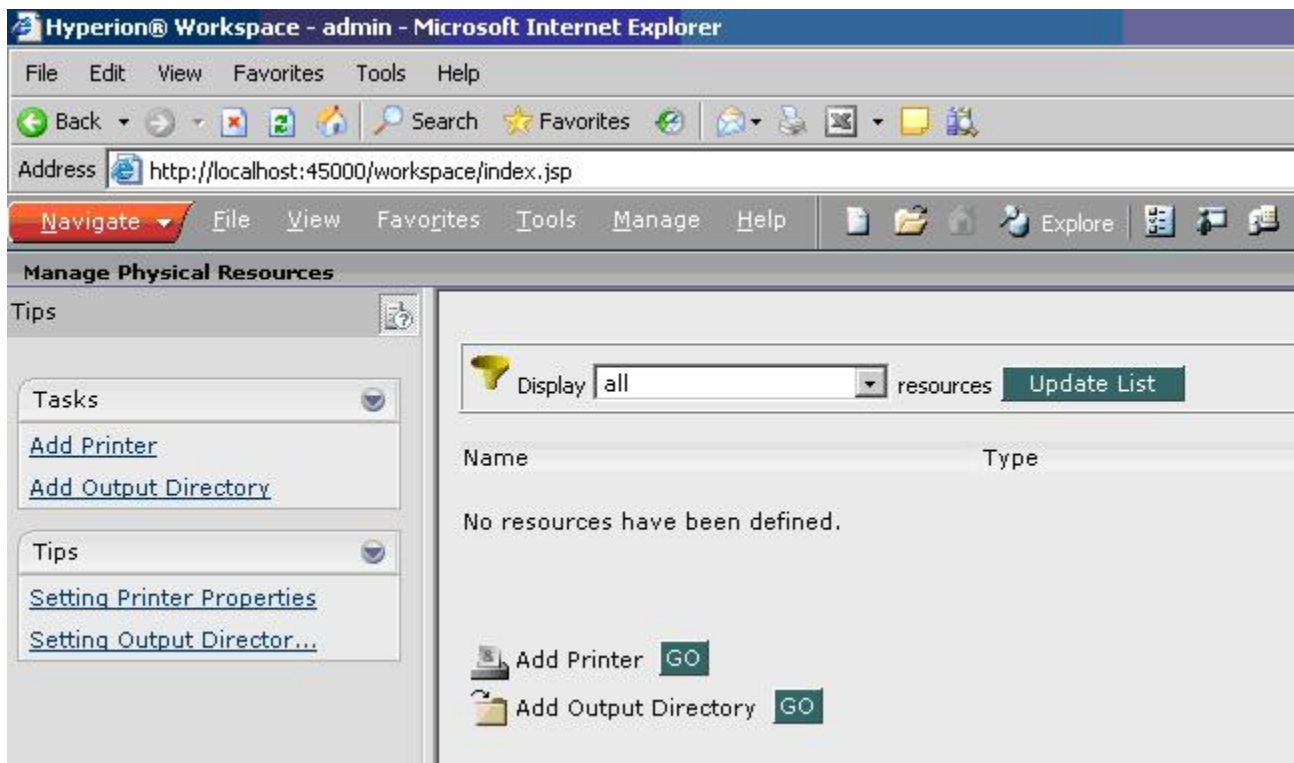 Hyperion® Workspace - admin - Microsoft Internet Explorer
File Edit View Favorites Tools Help
Back Search Favorites
Address http://localhost:45000/workspace/index.jsp
Navigate File View Favorites Tools Manage Help Explore
Manage Physical Resources
Tips
Display all resources Update List
Tasks
Add Printer
Add Output Directory
Name Type
No resources have been defined.
Tips
Setting Printer Properties
Setting Output Director...
Add Printer GO
Add Output Directory GO